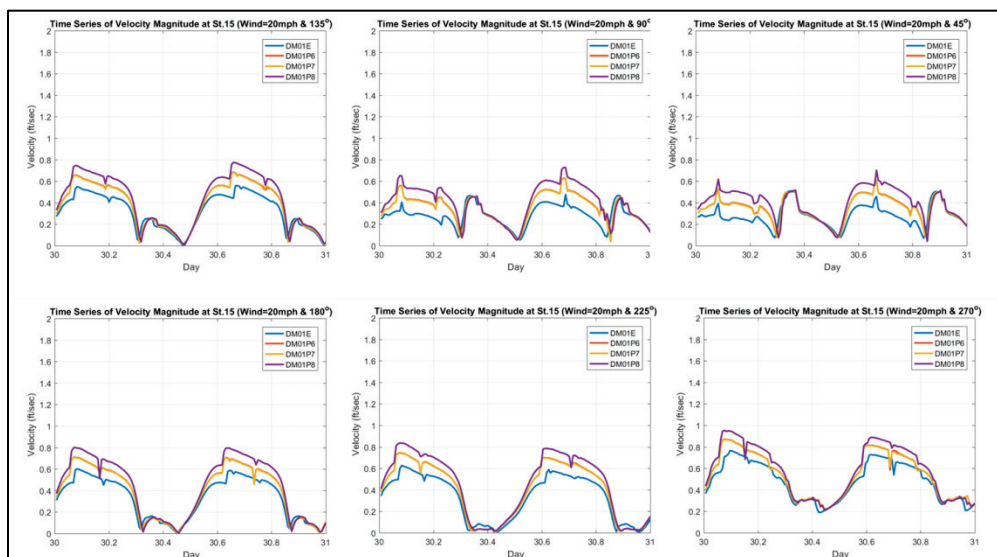 Time Series of Velocity Magnitude at St.15 (Wind=20mph & 135°)
2
1.8
1.6
1.4
1.2
1
0.8
0.6
0.4
0.2
0
Velocity (ft/sec)
DM01E
DM01P6
DM01P7
DM01P8
30 30.2 30.4 30.6 30.8 31
Day
Time Series of Velocity Magnitude at St.15 (Wind=20mph & 90°
2
1.8
1.6
1.4
1.2
1
0.8
0.6
0.4
0.2
0
Velocity (ft/sec)
DM01E
DM01P6
DM01P7
DM01P8
30 30.2 30.4 30.6 30.8 31
Day
Time Series of Velocity Magnitude at St.15 (Wind=20mph & 45°)
2
1.8
1.6
1.4
1.2
1
0.8
0.6
0.4
0.2
0
Velocity (ft/sec)
DM01E
DM01P6
DM01P7
DM01P8
30 30.2 30.4 30.6 30.8 31
Day
Time Series of Velocity Magnitude at St.15 (Wind=20mph & 180°)
2
1.8
1.6
1.4
1.2
1
0.8
0.6
0.4
0.2
0
Velocity (ft/sec)
DM01E
DM01P6
DM01P7
DM01P8
30 30.2 30.4 30.6 30.8 31
Day
Time Series of Velocity Magnitude at St.15 (Wind=20mph & 225°)
2
1.8
1.6
1.4
1.2
1
0.8
0.6
0.4
0.2
0
Velocity (ft/sec)
DM01E
DM01P6
DM01P7
DM01P8
30 30.2 30.4 30.6 30.8 31
Day
Time Series of Velocity Magnitude at St.15 (Wind=20mph & 270°)
2
1.8
1.6
1.4
1.2
1
0.8
0.6
0.4
0.2
0
Velocity (ft/sec)
DM01E
DM01P6
DM01P7
DM01P8
30 30.2 30.4 30.6 30.8 31
Day